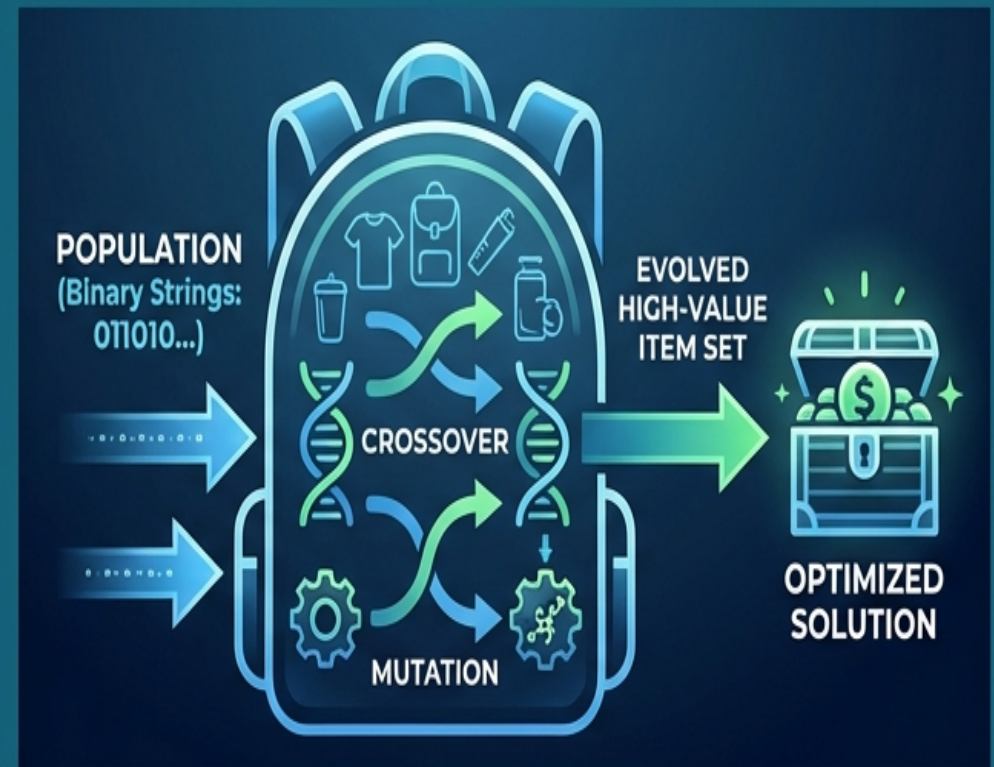 POPULATION
(Binary Strings:
011010...)
EVOLVED
HIGH-VALUE
ITEM SET
CROSSOVER
$
OPTIMIZED
SOLUTION
MUTATION